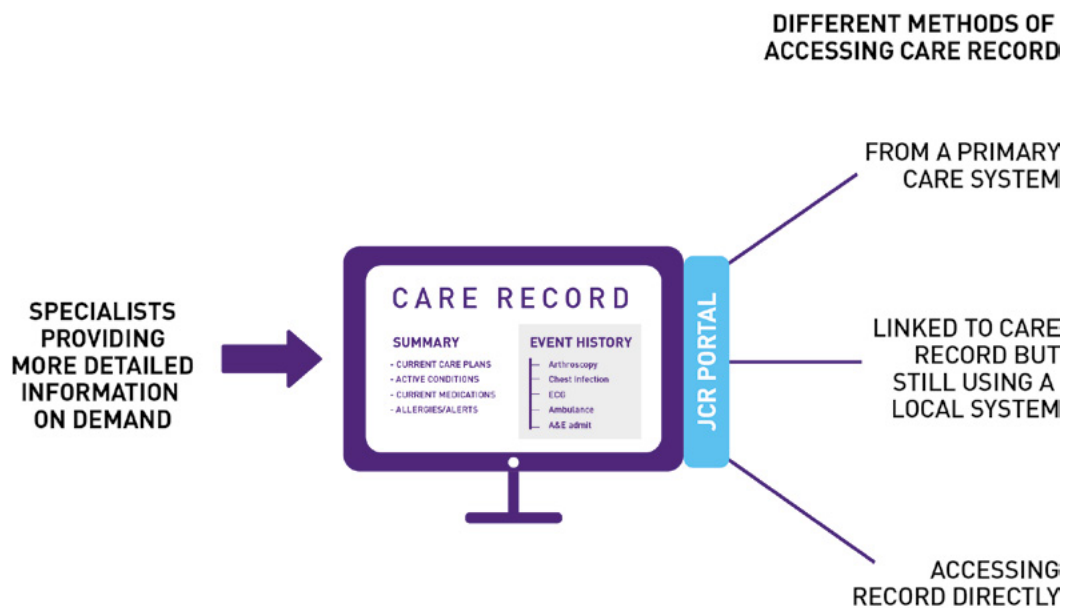 DIFFERENT METHODS OF
ACCESSING CARE RECORD
SPECIALISTS
PROVIDING
MORE DETAILED
INFORMATION
ON DEMAND
CARE RECORD
SUMMARY
- CURRENT CARE PLANS
- ACTIVE CONDITIONS
- CURRENT MEDICATIONS
- ALLERGIES/ALERTS
EVENT HISTORY
Arthroscopy
Chest Infection
ECG
Ambulance
A&E admit
JCR PORTAL
FROM A PRIMARY
CARE SYSTEM
LINKED TO CARE
RECORD BUT
STILL USING A
LOCAL SYSTEM
ACCESSING
RECORD DIRECTLY